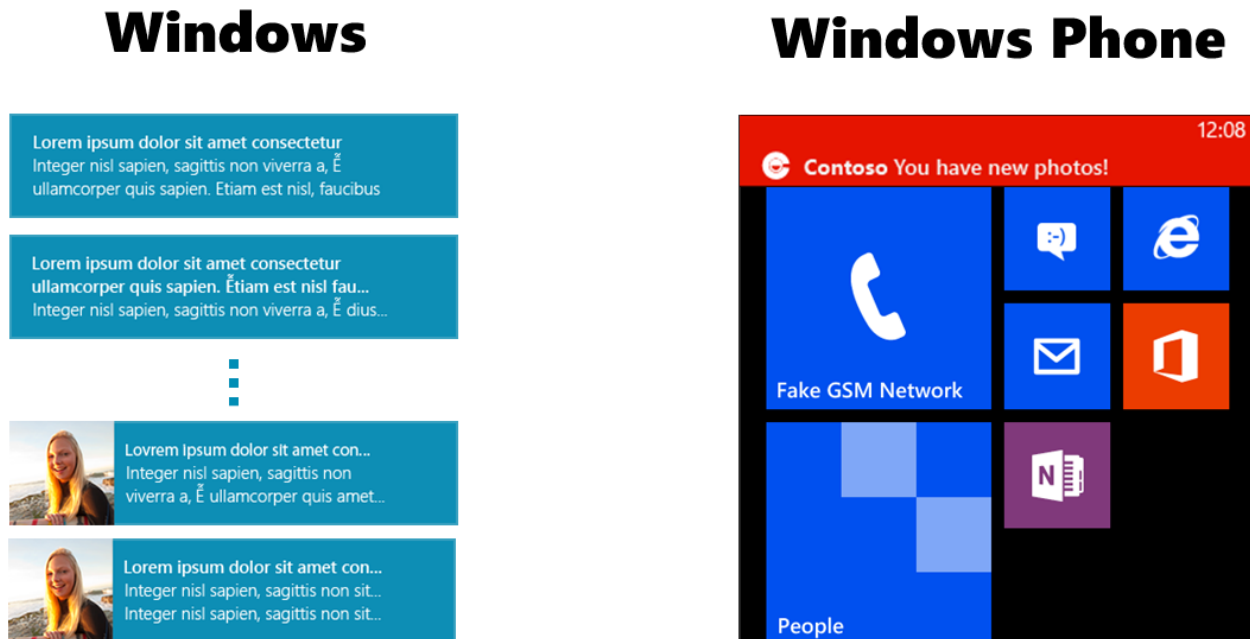 Windows
Lorem ipsum dolor sit amet consectetur
Integer nisl sapien, sagittis non viverra a, Ễ
ullamcorper quis sapien. Etiam est nisl, faucibus
Lorem ipsum dolor sit amet consectetur
ullamcorper quis sapien. Ễtiam est nisl fau...
Integer nisl sapien, sagittis non viverra a, Ễ dius...
Lovrem Ipsum dolor sit amet con...
Integer nisl sapien, sagittis non
viverra a, Ễ ullamcorper quis amet...
Lorem ipsum dolor sit amet con...
Integer nisl sapien, sagittis non sit...
Integer nisl sapien, sagittis non sit...
Windows Phone
12:08
Contoso You have new photos!
:-)
Fake GSM Network
N
People